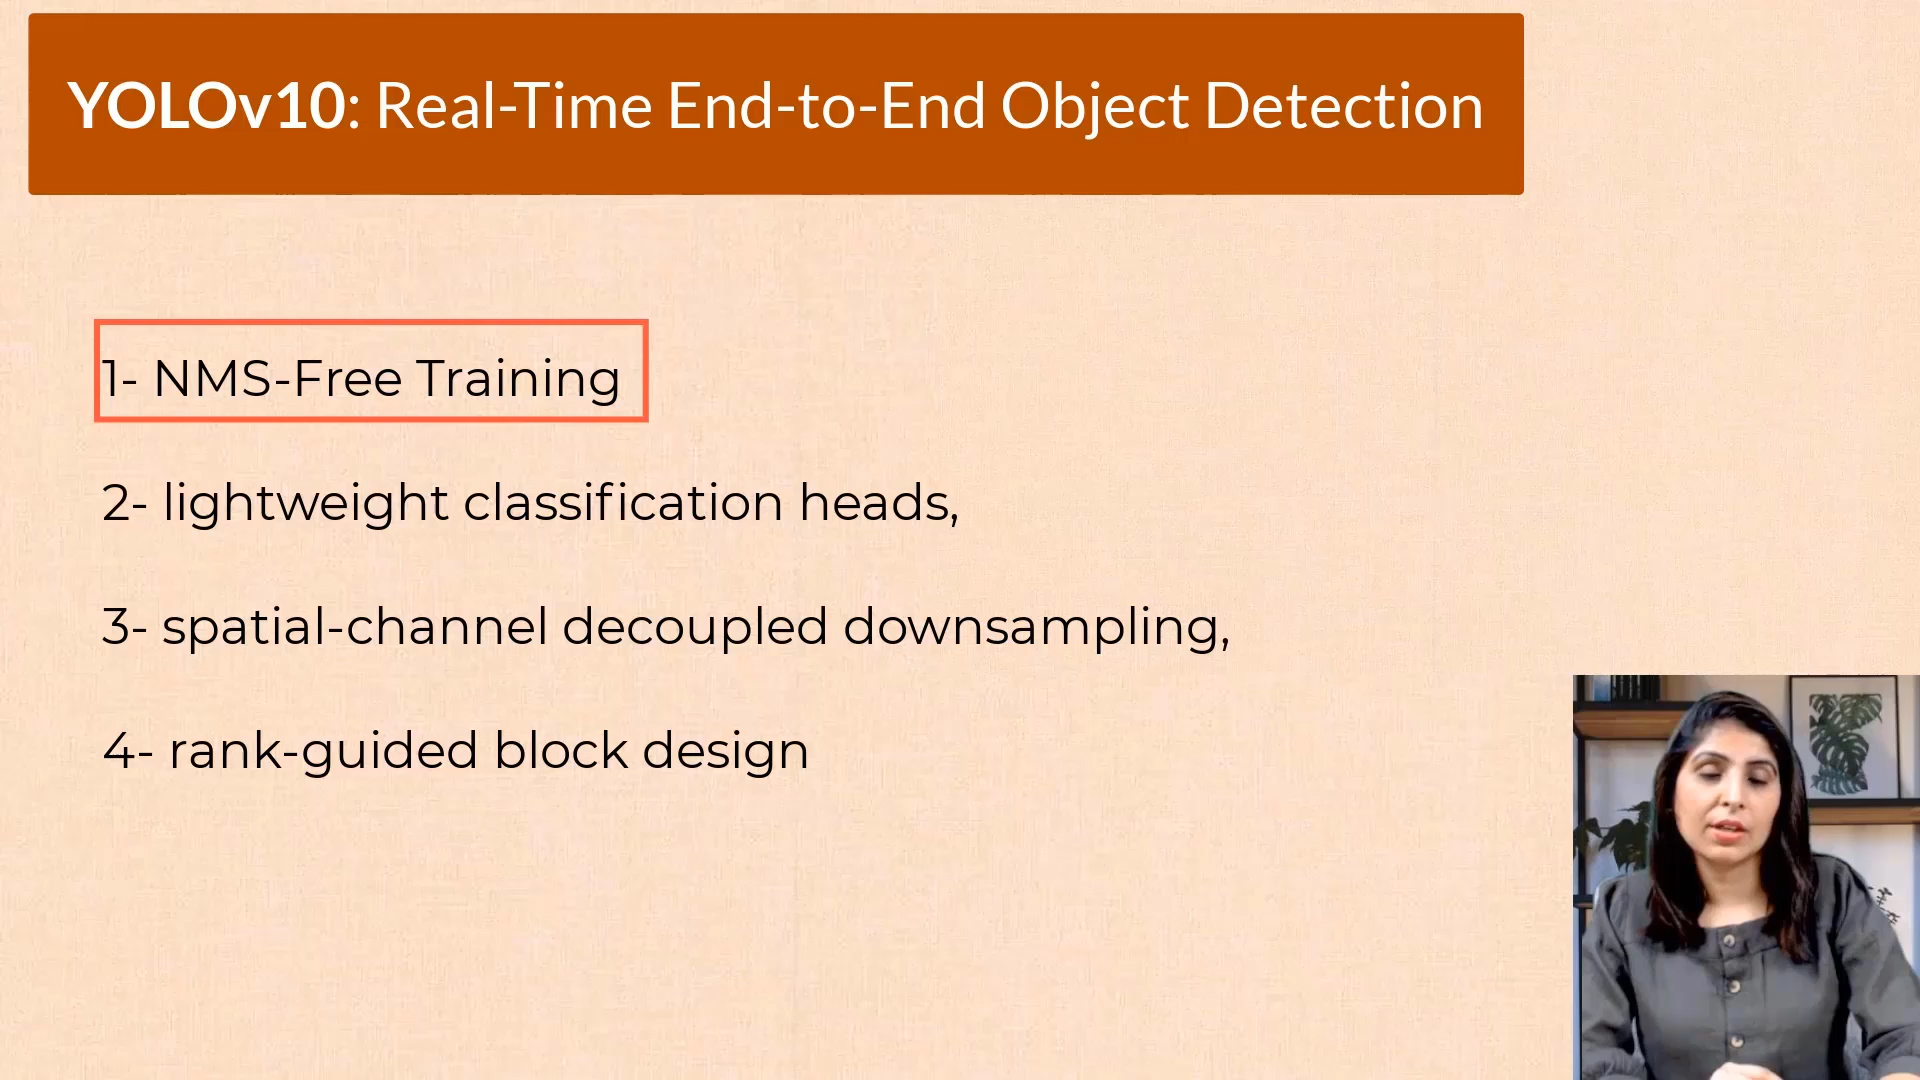 YOLOv10: Real-Time End-to-End Object Detection
1- NMS-Free Training
2- lightweight classification heads,
3- spatial-channel decoupled downsampling,
4- rank-guided block design